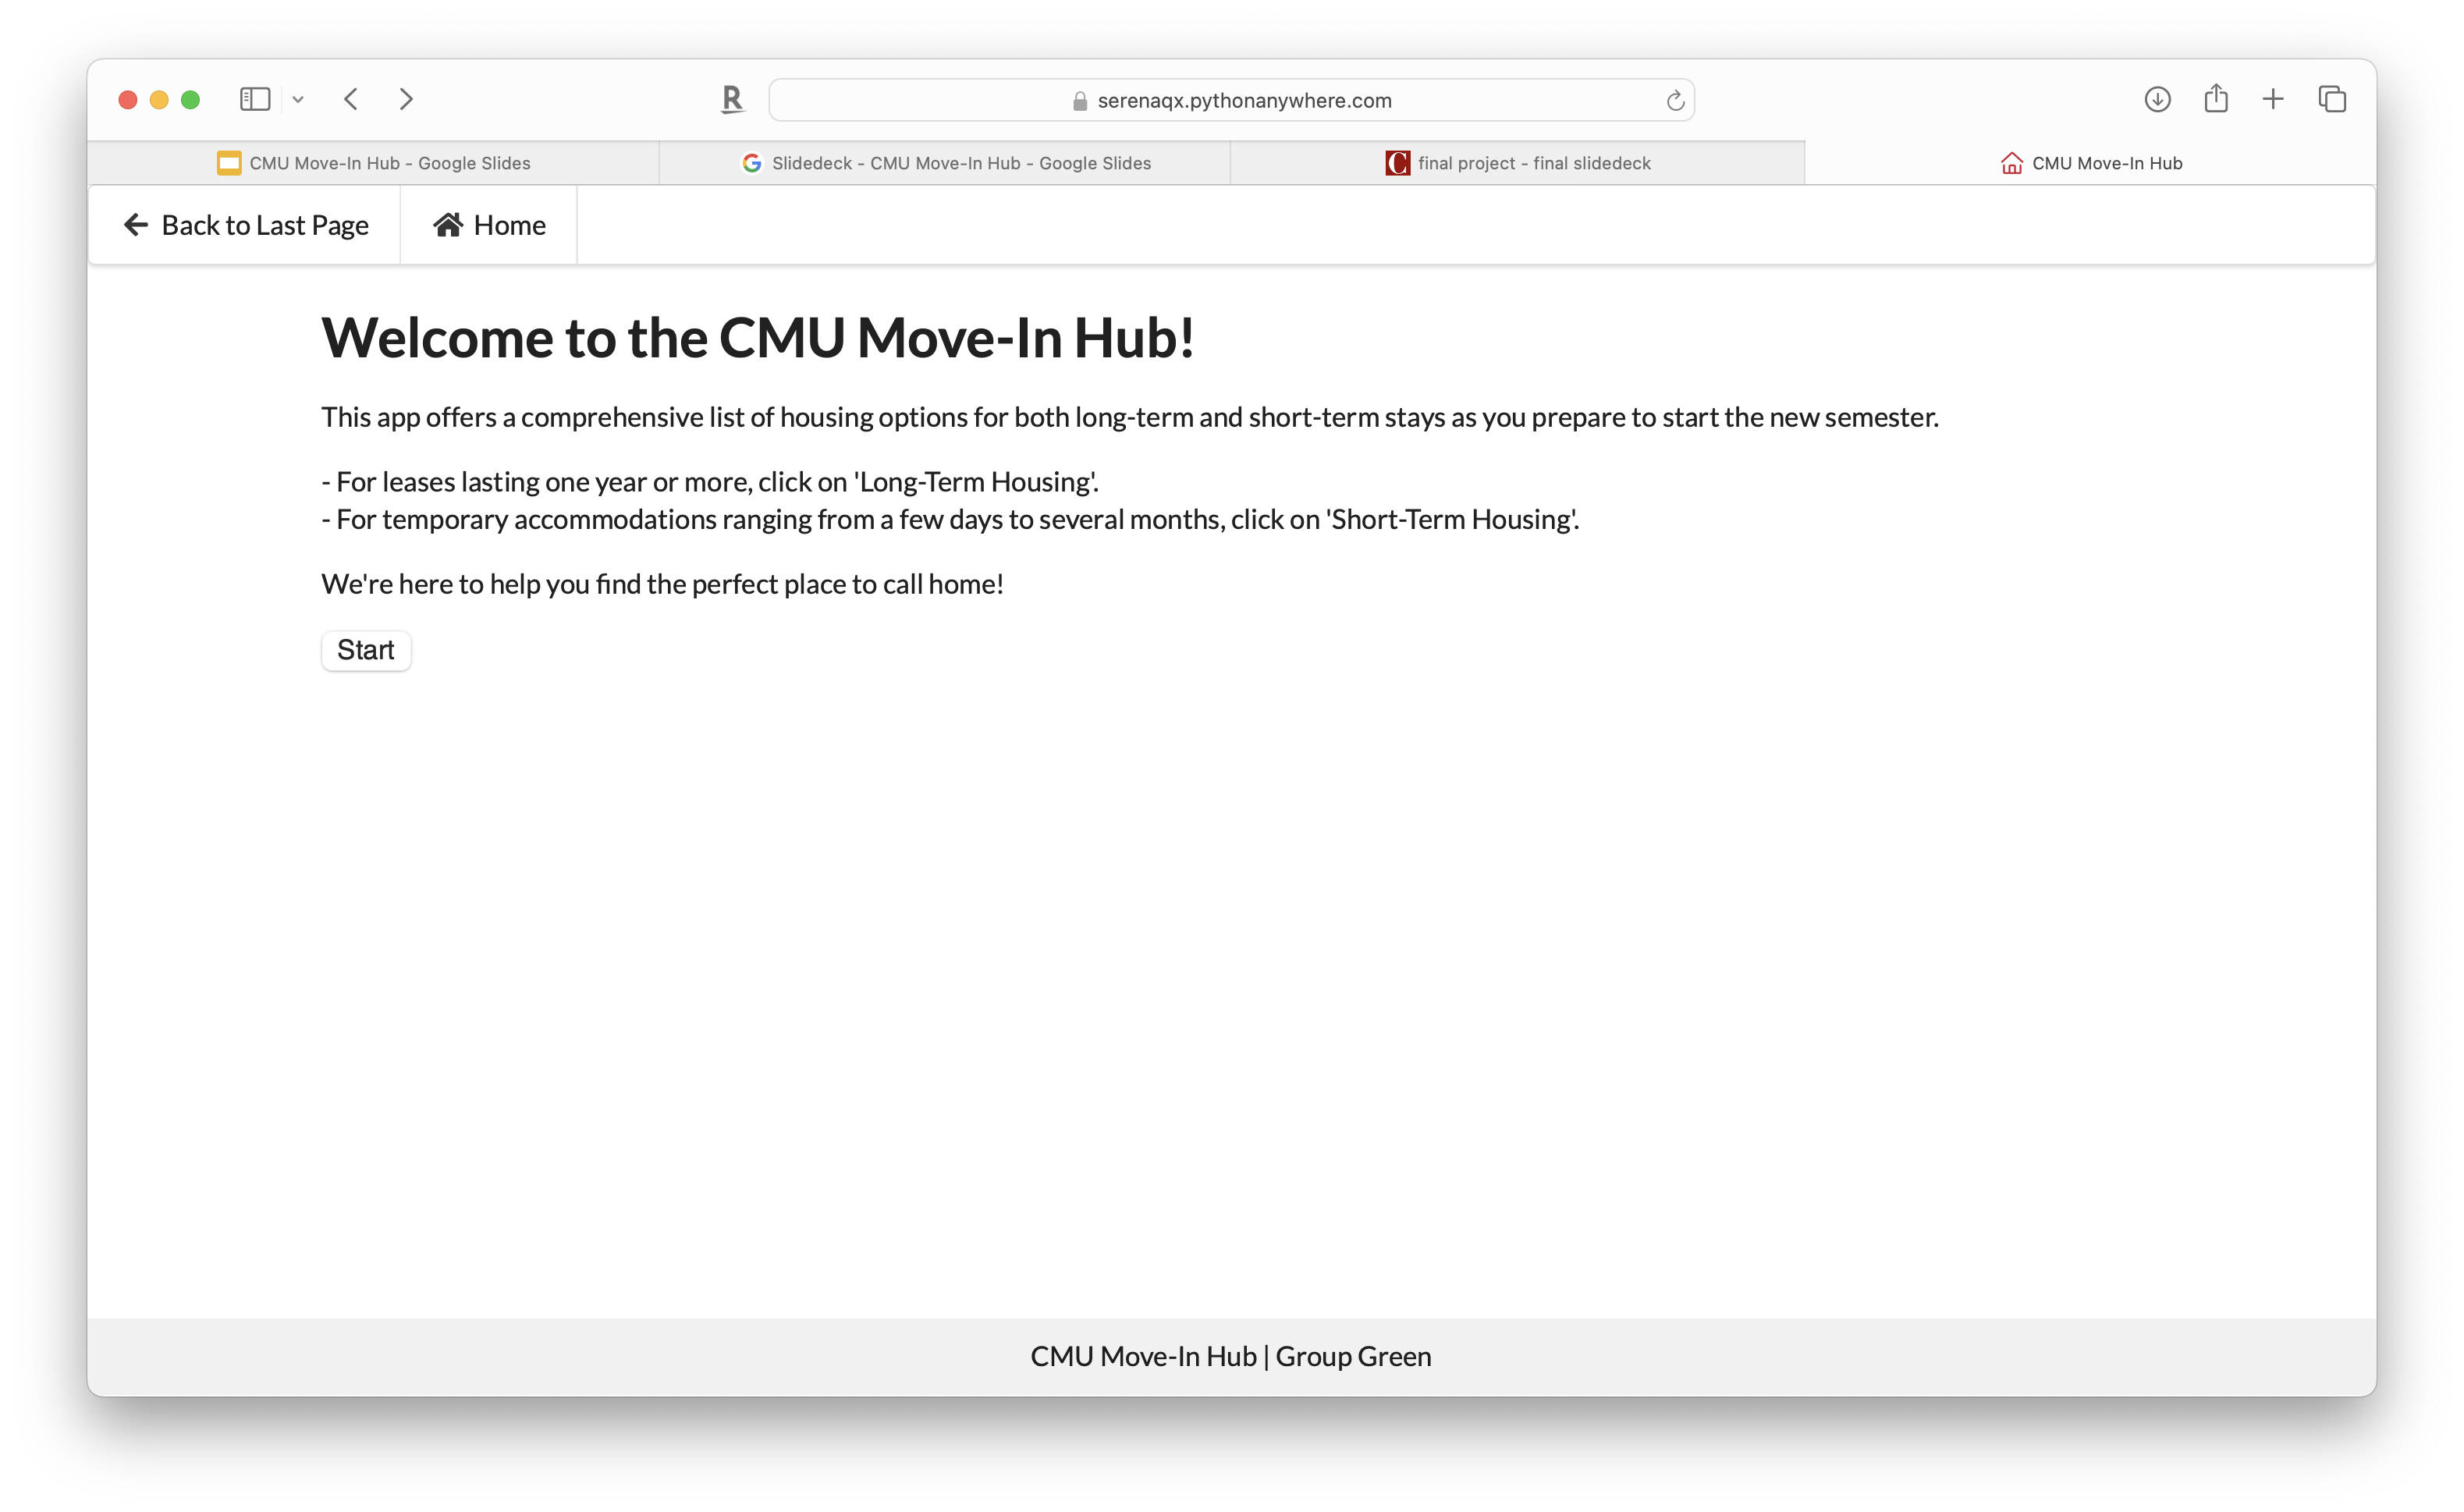 R
serenaqx.pythonanywhere.com
CMU Move-In Hub - Google Slides
G
Slidedeck - CMU Move-In Hub - Google Slides
C
final project - final slidedeck
CMU Move-In Hub
Back to Last Page
Home
Welcome to the CMU Move-In Hub!
This app offers a comprehensive list of housing options for both long-term and short-term stays as you prepare to start the new semester.
- For leases lasting one year or more, click on 'Long-Term Housing'.
- For temporary accommodations ranging from a few days to several months, click on 'Short-Term Housing'.
We're here to help you find the perfect place to call home!
Start
CMU Move-In Hub | Group Green